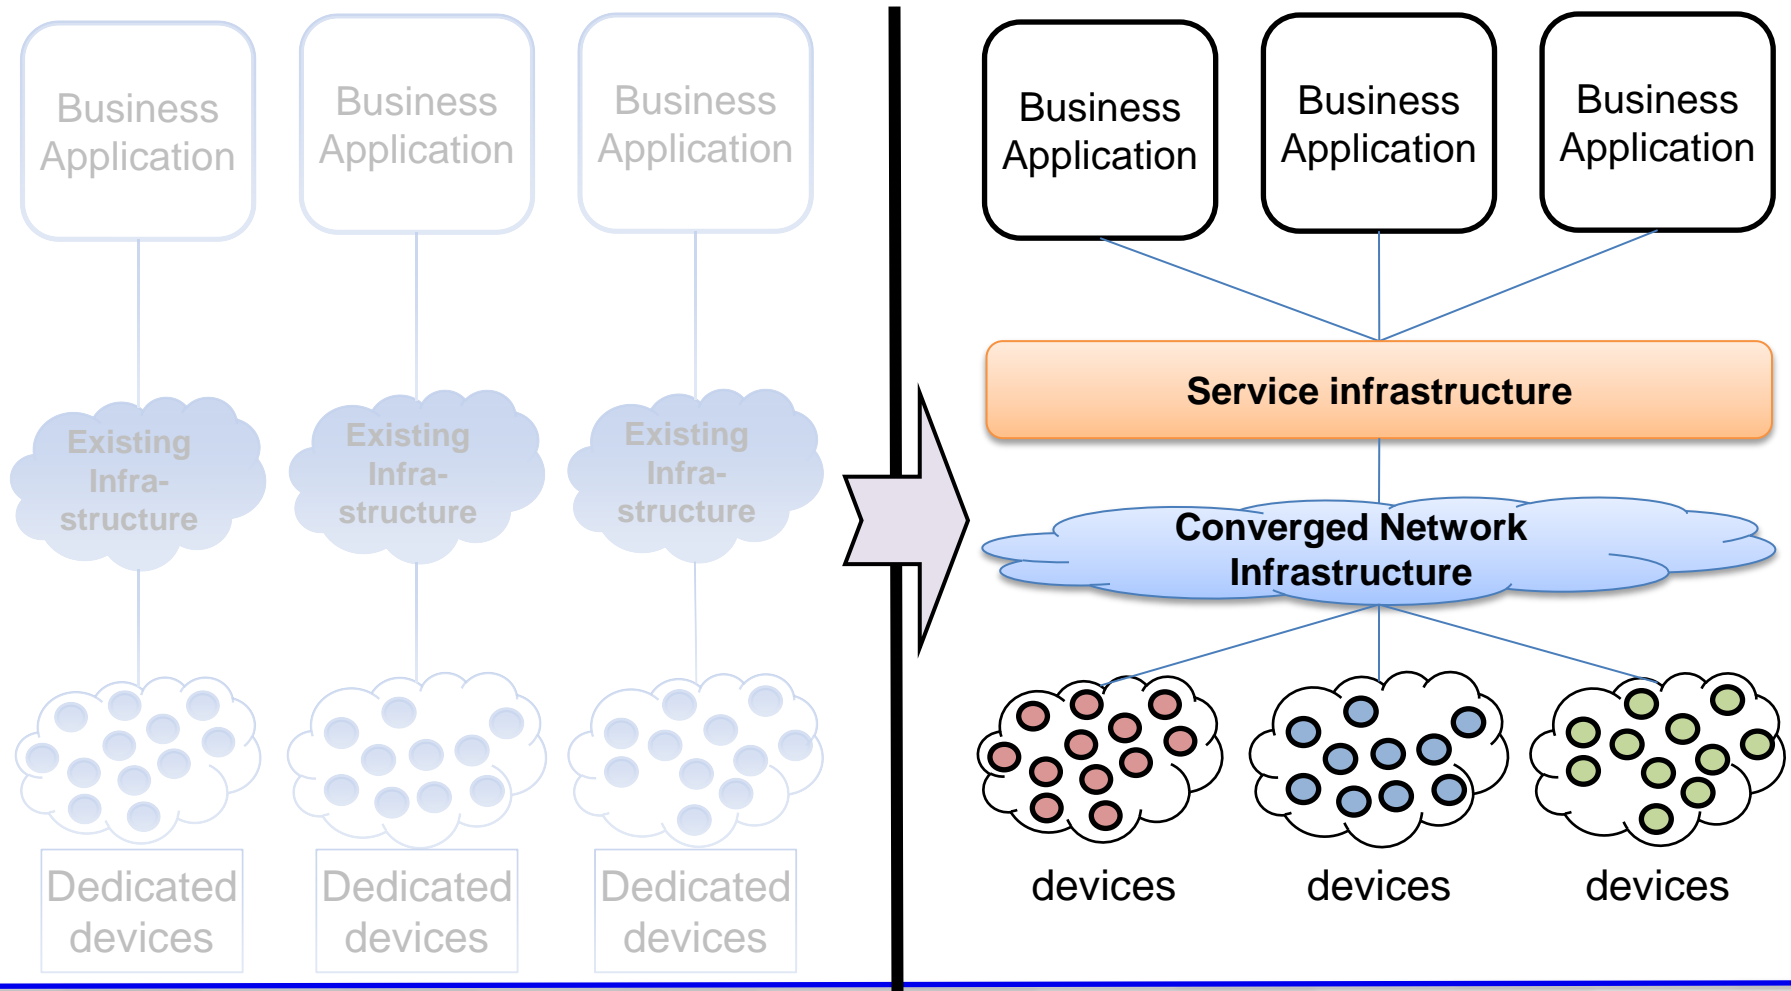 Business
Application
Business
Application
Business
Application
Existing
Infra-
structure
Existing
Infra-
structure
Existing
Infra-
structure
Dedicated
devices
Dedicated
devices
Dedicated
devices
Business
Application
Business
Application
Business
Application
Service infrastructure
Converged Network
Infrastructure
devices
devices
devices